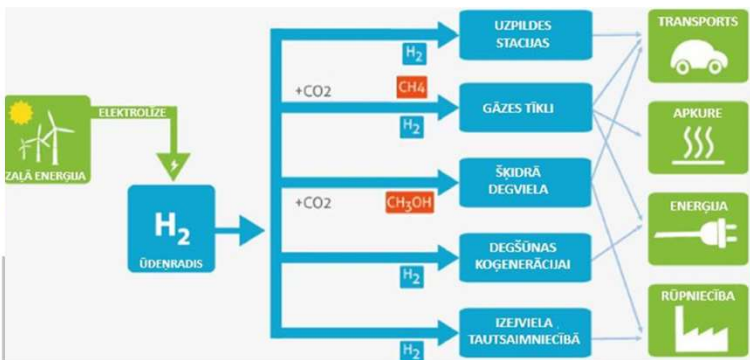 ZAĻĀ ENERĢIJA
ELEKTROLĪZE
H2
ŪDEŅRADIS
H2
+CO2
CH4
H2
+CO2
CH3OH
H2
H2
UZPILDES
STACIJAS
GĀZES TĪKLI
ŠĶIDRĀ
DEGVIELA
DEGŠŪNAS
KOĢENERĀCIJAI
IZEJVIELA
TAUTSAIMNIECĪBĀ
TRANSPORTS
APKURE
ENERĢIJA
RŪPNIECĪBA